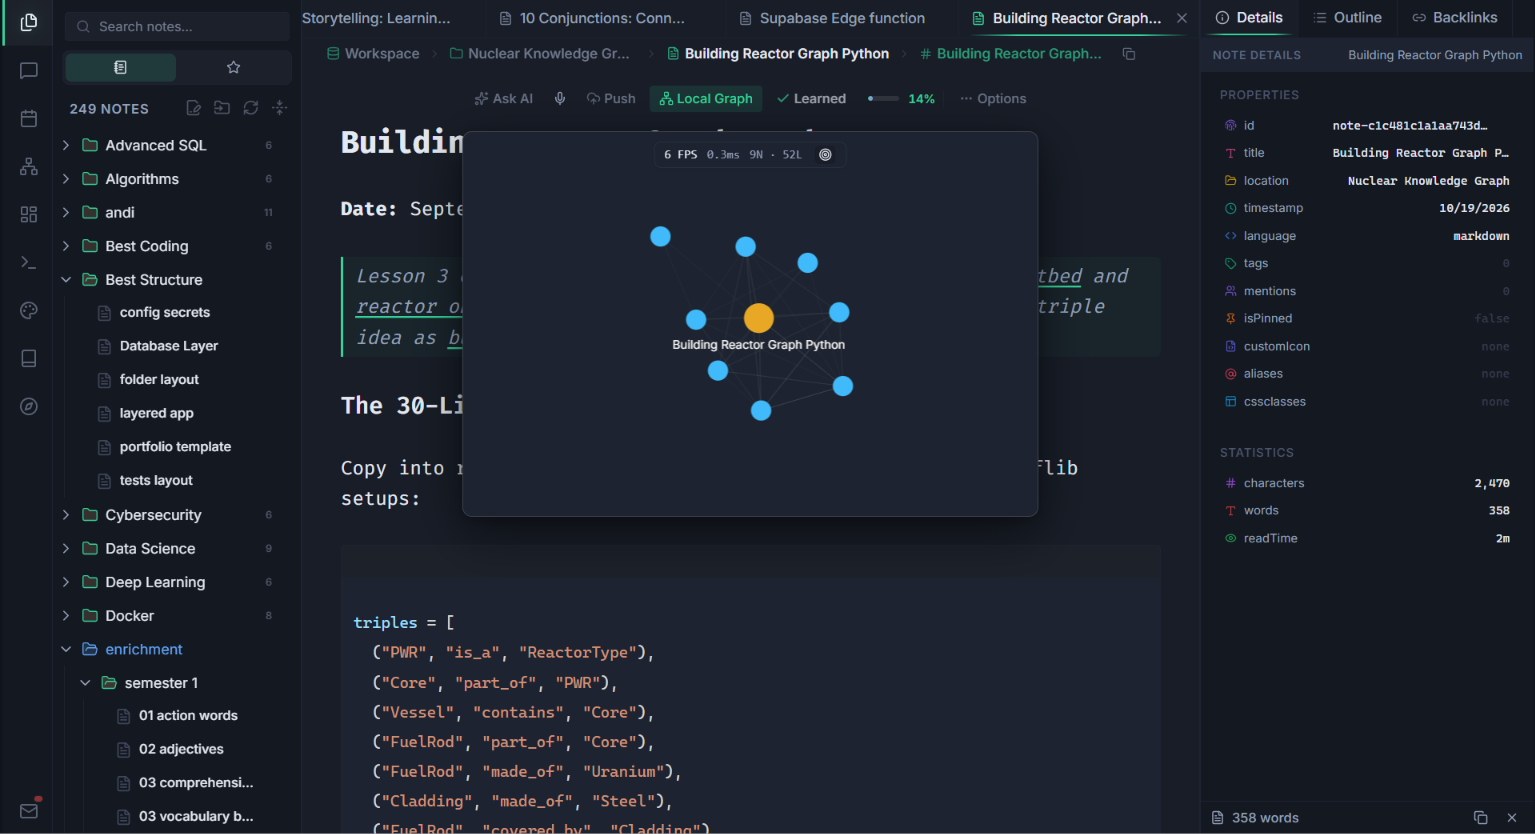 Search notes...
249 NOTES
Advanced SQL 6
Algorithms 6
andi 11
Best Coding 6
Best Structure
config secrets
Database Layer
folder layout
layered app
portfolio template
tests layout
Cybersecurity 6
Data Science 9
Deep Learning 6
Docker 8
enrichment
semester 1
01 action words
02 adjectives
03 comprehensi...
03 vocabulary b...
Storytelling: Learnin...
10 Conjunctions: Conn...
Supabase Edge function
Building Reactor Graph...
Workspace
Nuclear Knowledge Gr...
Building Reactor Graph Python
# Building Reactor Graph...
Ask AI
Push
Local Graph
Learned
14%
Options
Date: Septe
Lesson 3
tbed and
triple
idea as
6 FPS 0.3ms 9N · 52L
Building Reactor Graph Python
Copy into
setups:
triples = [
("PWR", "is_a", "ReactorType"),
("Core", "part_of", "PWR"),
("Vessel", "contains", "Core"),
("FuelRod", "part_of", "Core"),
("FuelRod", "made_of", "Uranium"),
("Cladding", "made_of", "Steel"),
("FuelRod", "covered_by", "Cladding")
Details
Outline
Backlinks
NOTE DETAILS Building Reactor Graph Python
PROPERTIES
id note-c1c481c1a1aa743d…
title Building Reactor Graph P…
location Nuclear Knowledge Graph
timestamp 10/19/2026
language markdown
tags 0
mentions 0
isPinned false
customIcon none
aliases none
cssclasses none
STATISTICS
characters 2,470
words 358
readTime 2m
358 words